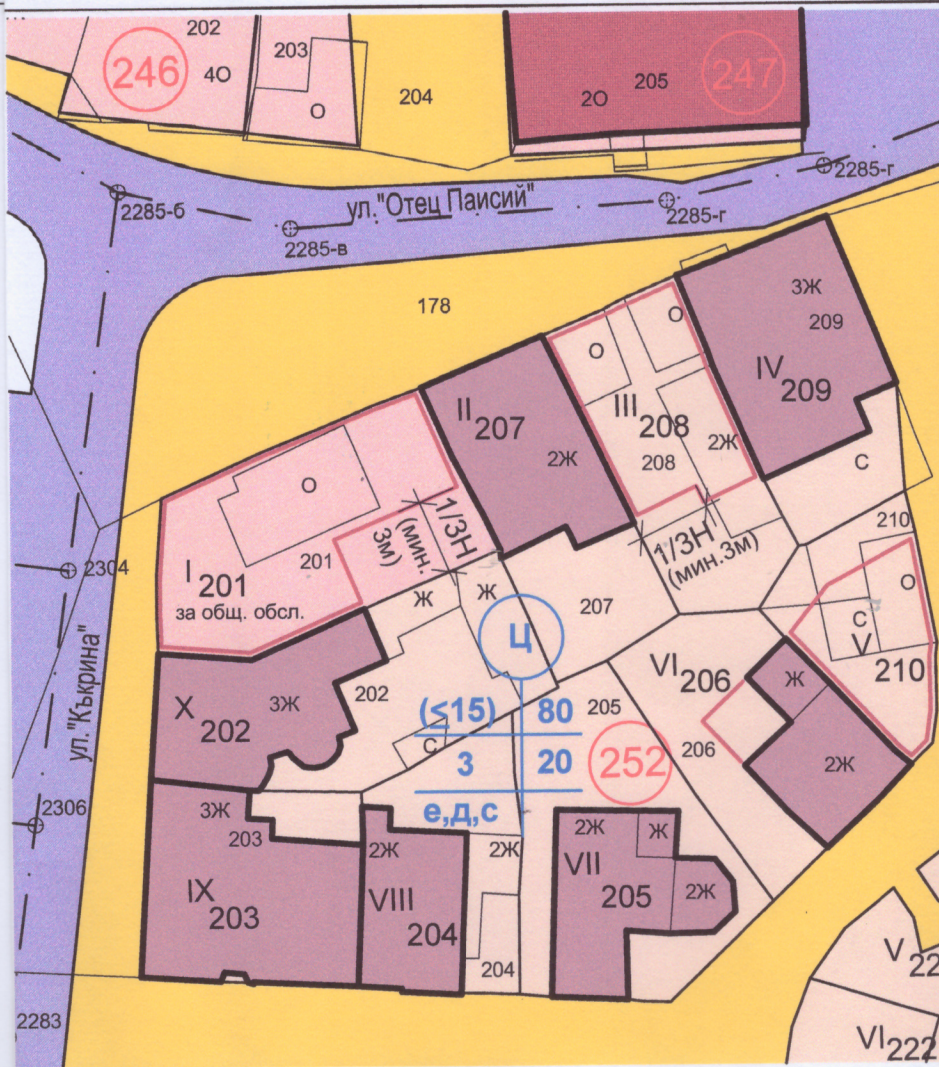 202
203
246
4О
О
204
205
2О
247
2285-б
2285-в
ул."Отец Паисий"
2285-г
2285-г
178
3Ж
209
IV 209
О
О
III 208
2Ж
208
II 207
2Ж
С
О
201
I 201
за общ. обсл.
1/3Н
(мин.
3м)
1/3Н
(мин.3м)
210
О
С
V
210
2304
ул."Къкрина"
Ж
Ж
207
Ц
(≤15)
80
3
20
е,д,с
VI 206
206
Ж
2Ж
X 202
3Ж
202
С
205
252
2306
3Ж
203
IX 203
2Ж
VIII
204
2Ж
204
2Ж
Ж
VII
205
2Ж
V 22
VI 222
2283